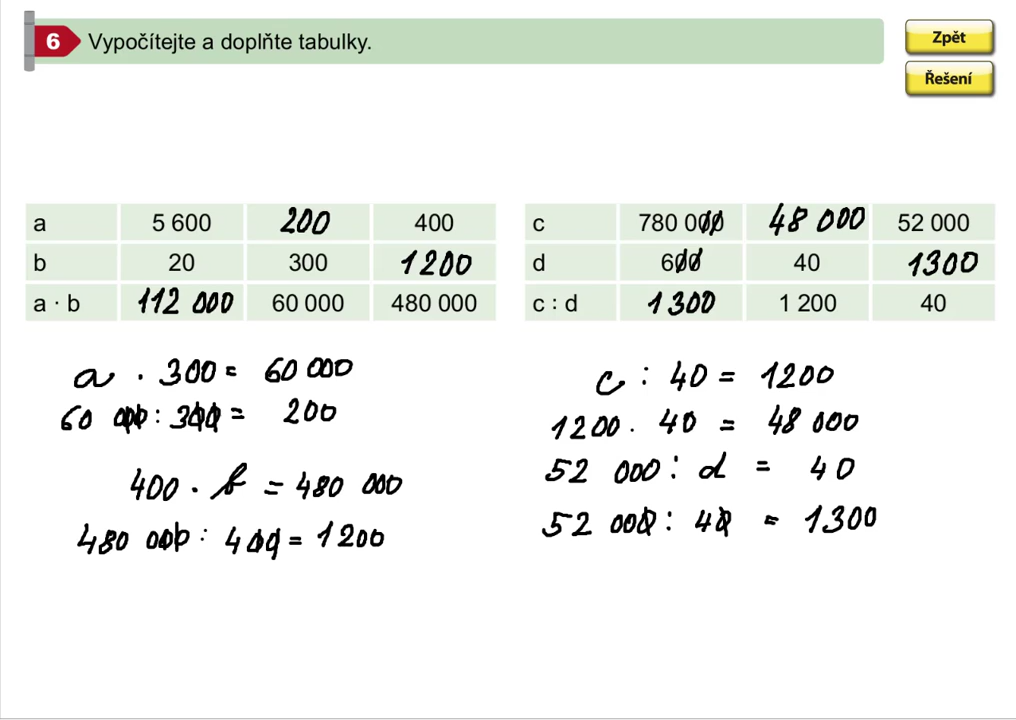 6 Vypočítejte a doplňte tabulky.
Zpět
Řešení
a 5 600 200 400
b 20 300 1200
a · b 112 000 60 000 480 000
c 780 000 48 000 52 000
d 600 40 1300
c : d 1300 1 200 40
a · 300 = 60 000
60 000 : 300 = 200
400 · b = 480 000
480 000 : 400 = 1200
c : 40 = 1200
1200 · 40 = 48 000
52 000 : d = 40
52 000 : 40 = 1300